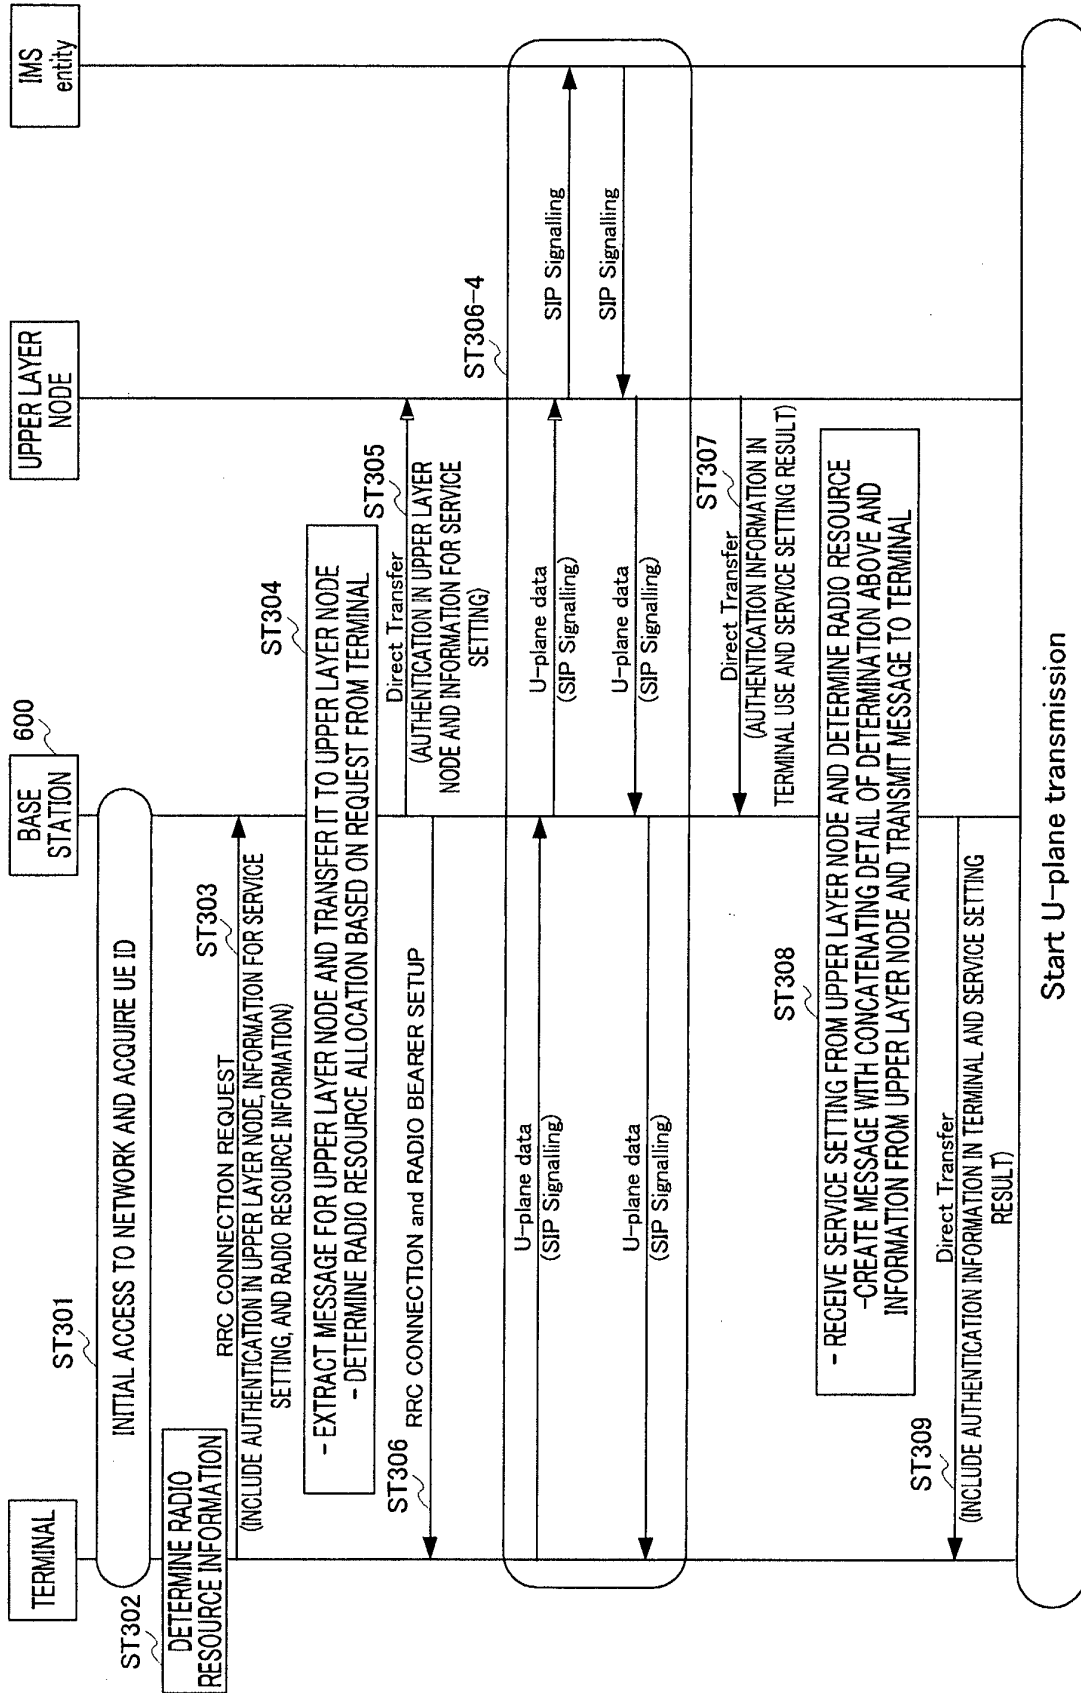 TERMINAL
BASE
STATION
600
UPPER LAYER
NODE
IMS
entity
ST301
INITIAL ACCESS TO NETWORK AND ACQUIRE UE ID
ST302
DETERMINE RADIO
RESOURCE INFORMATION
RRC CONNECTION REQUEST
ST303
(INCLUDE AUTHENTICATION IN UPPER LAYER NODE, INFORMATION FOR SERVICE
SETTING, AND RADIO RESOURCE INFORMATION)
ST304
- EXTRACT MESSAGE FOR UPPER LAYER NODE AND TRANSFER IT TO UPPER LAYER NODE
- DETERMINE RADIO RESOURCE ALLOCATION BASED ON REQUEST FROM TERMINAL
Direct Transfer
ST305
(AUTHENTICATION IN UPPER LAYER
NODE AND INFORMATION FOR SERVICE
SETTING)
ST306
RRC CONNECTION and RADIO BEARER SETUP
ST306-4
U-plane data
(SIP Signalling)
U-plane data
(SIP Signalling)
SIP Signalling
SIP Signalling
U-plane data
(SIP Signalling)
U-plane data
(SIP Signalling)
Direct Transfer
ST307
(AUTHENTICATION INFORMATION IN
TERMINAL USE AND SERVICE SETTING RESULT)
ST308
- RECEIVE SERVICE SETTING FROM UPPER LAYER NODE AND DETERMINE RADIO RESOURCE
-CREATE MESSAGE WITH CONCATENATING DETAIL OF DETERMINATION ABOVE AND
INFORMATION FROM UPPER LAYER NODE AND TRANSMIT MESSAGE TO TERMINAL
ST309
Direct Transfer
(INCLUDE AUTHENTICATION INFORMATION IN TERMINAL AND SERVICE SETTING
RESULT)
Start U-plane transmission